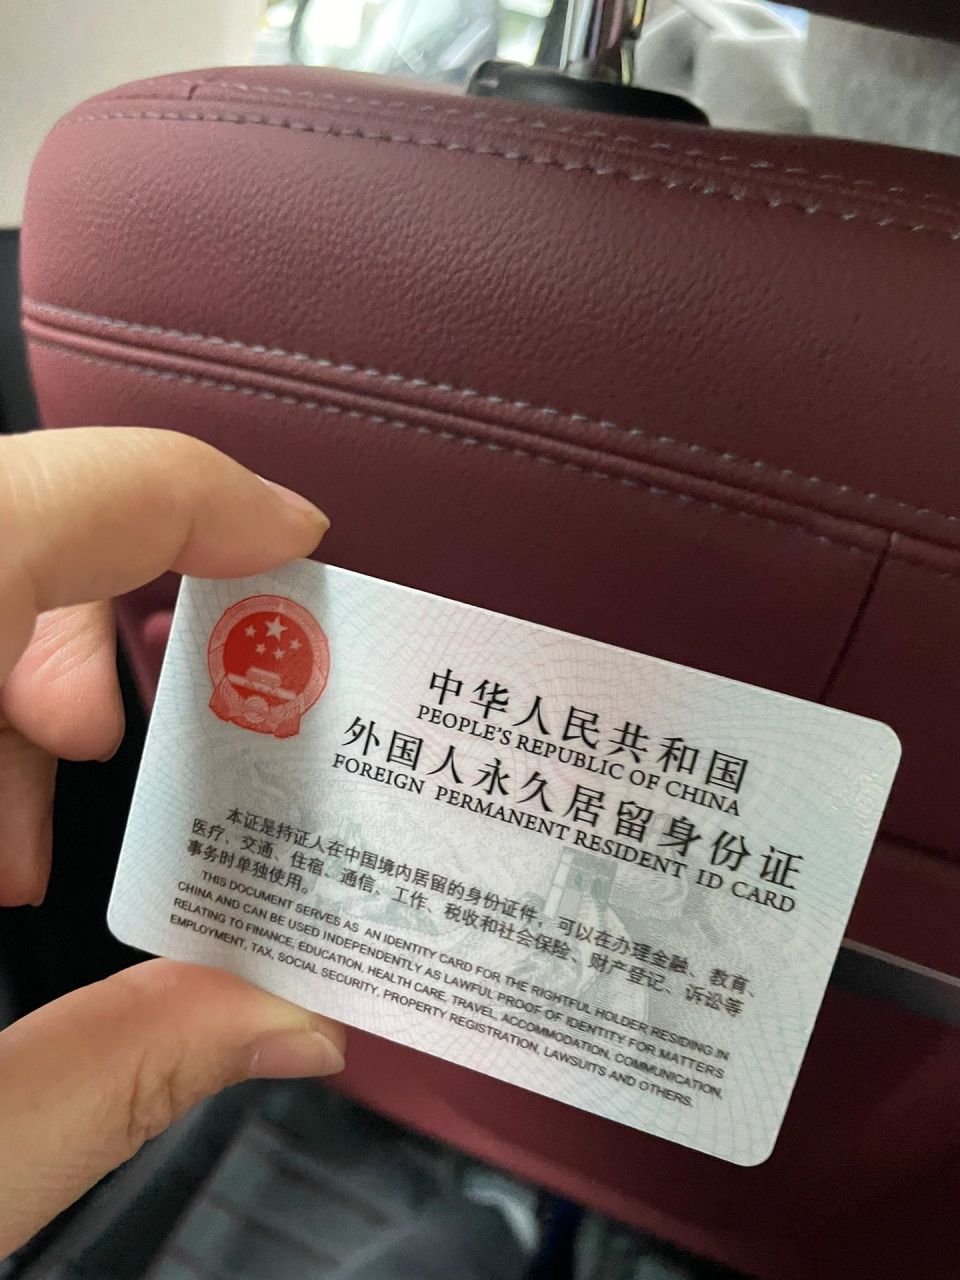 中华人民共和国
PEOPLE'S REPUBLIC OF CHINA
外国人永久居留身份证
FOREIGN PERMANENT RESIDENT ID CARD
本证是持证人在中国境内居留的身份证件，可以在办理金融、教育、
医疗、交通、住宿、通信、工作、税收和社会保险、财产登记、诉讼等
事务时单独使用。
THIS DOCUMENT SERVES AS AN IDENTITY CARD FOR THE RIGHTFUL HOLDER RESIDING IN
CHINA AND CAN BE USED INDEPENDENTLY AS LAWFUL PROOF OF IDENTITY FOR MATTERS
RELATING TO FINANCE, EDUCATION, HEALTH CARE, TRAVEL, ACCOMMODATION, COMMUNICATION,
EMPLOYMENT, TAX, SOCIAL SECURITY, PROPERTY REGISTRATION, LAWSUITS AND OTHERS.